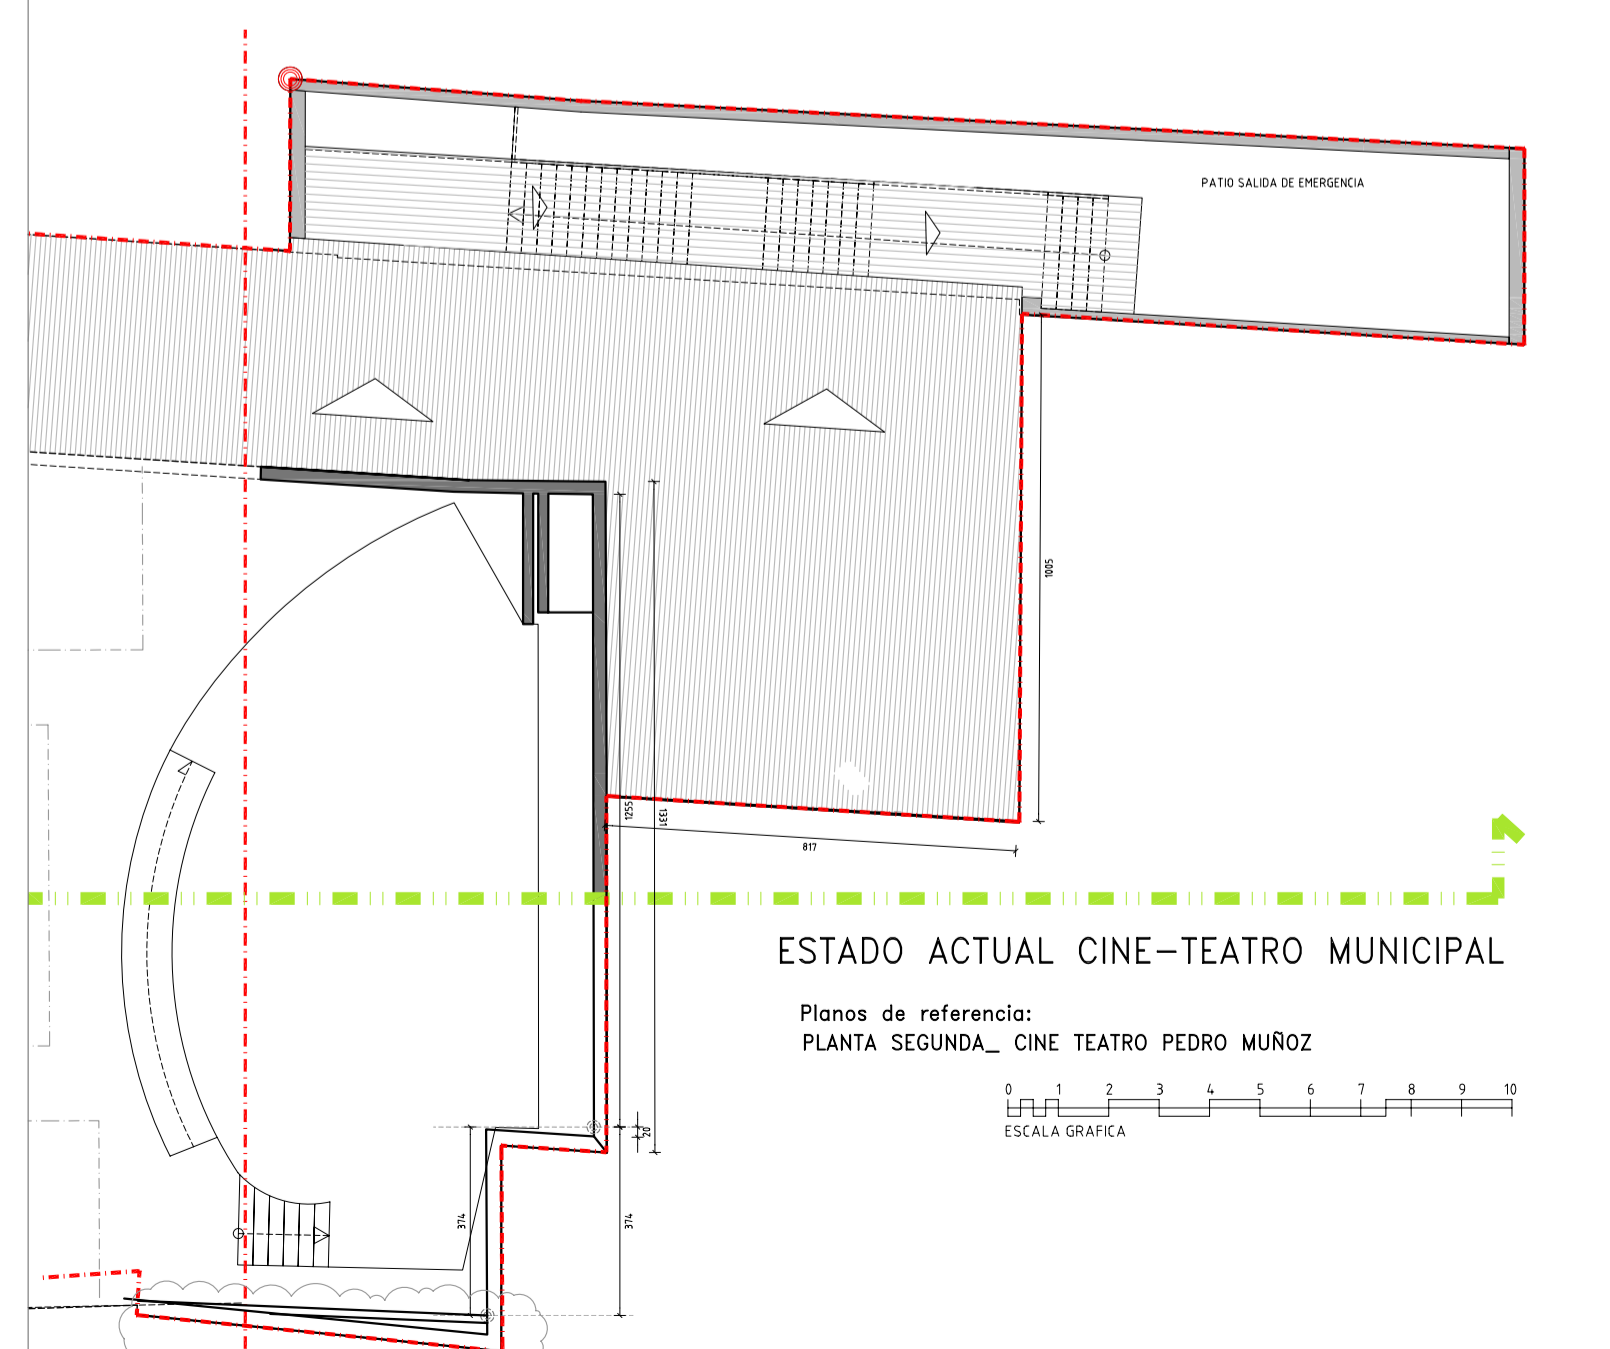 PATIO SALIDA DE EMERGENCIA
1005
1255
1331
817
ESTADO ACTUAL CINE-TEATRO MUNICIPAL
Planos de referencia:
PLANTA SEGUNDA_ CINE TEATRO PEDRO MUÑOZ
0 1 2 3 4 5 6 7 8 9 10
ESCALA GRAFICA
20
374
374